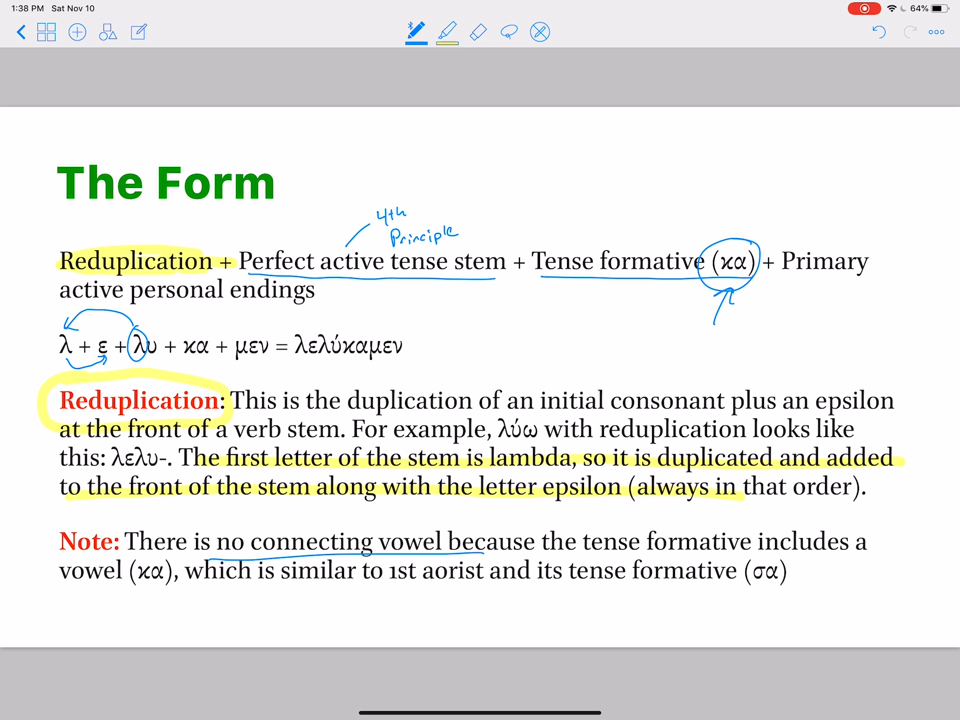 1:38 PM Sat Nov 10
64%
The Form
4th
Principle
Reduplication + Perfect active tense stem + Tense formative (κα) + Primary
active personal endings
λ + ε + λυ + κα + μεν = λελύκαμεν
Reduplication: This is the duplication of an initial consonant plus an epsilon
at the front of a verb stem. For example, λύω with reduplication looks like
this: λελυ-. The first letter of the stem is lambda, so it is duplicated and added
to the front of the stem along with the letter epsilon (always in that order).
Note: There is no connecting vowel because the tense formative includes a
vowel (κα), which is similar to 1st aorist and its tense formative (σα)